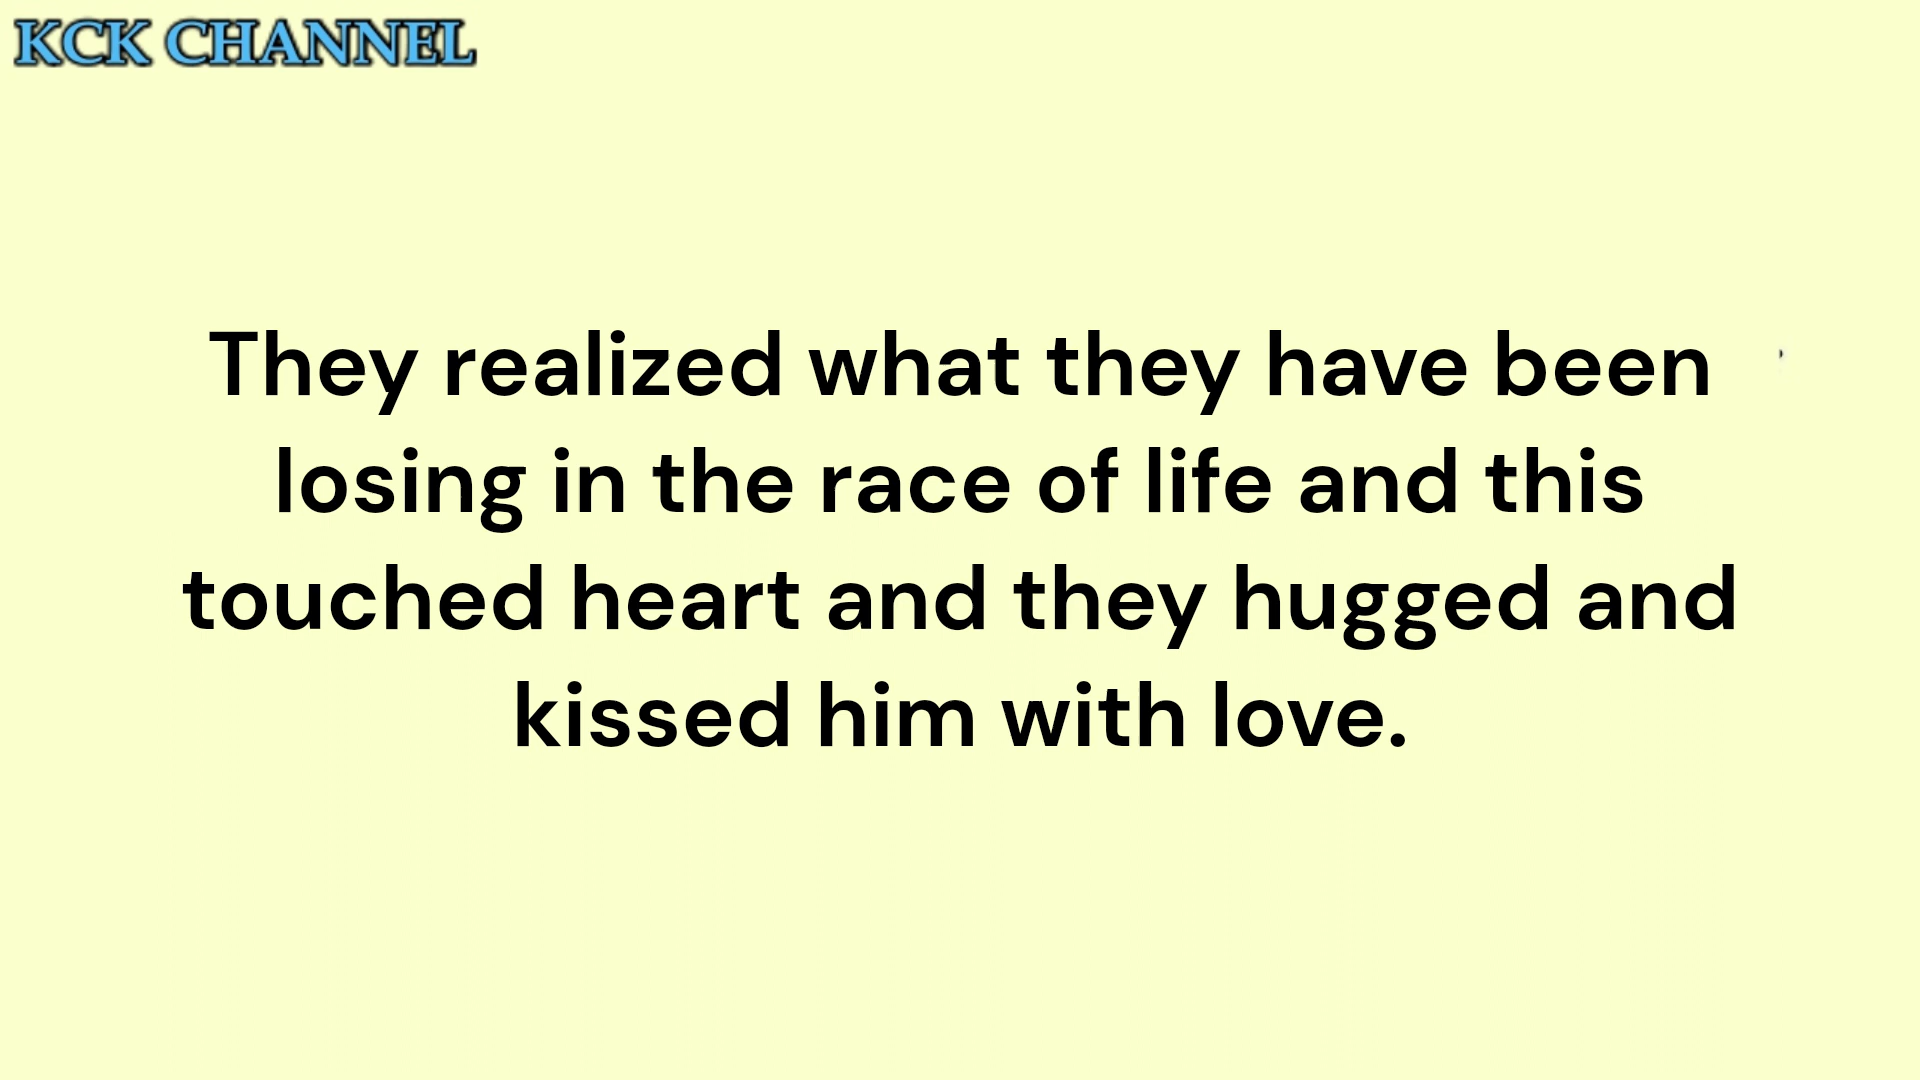 KCK CHANNEL
They realized what they have been
losing in the race of life and this
touched heart and they hugged and
kissed him with love.